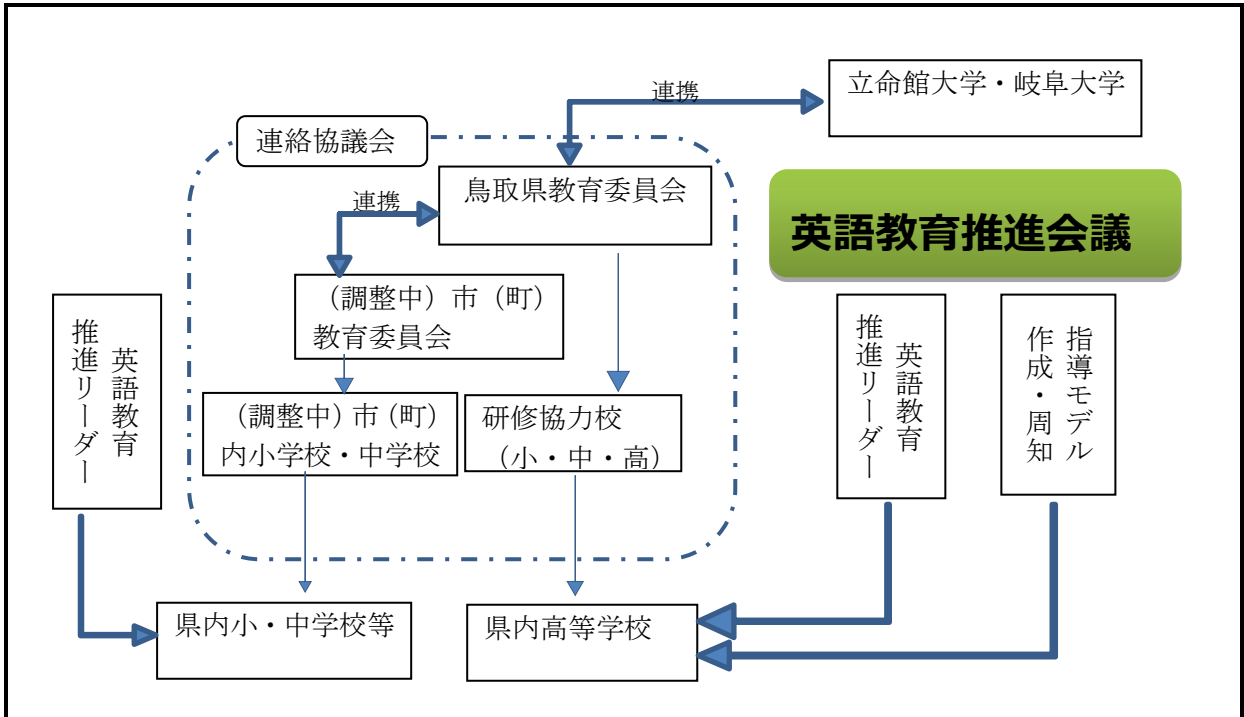 立命館大学・岐阜大学
連携
連絡協議会
鳥取県教育委員会
連携
英語教育推進会議
（調整中）市（町）
教育委員会
英語教育
推進リーダー
英語教育
推進リーダー
指導モデル
作成・周知
（調整中）市（町）
内小学校・中学校
研修協力校
（小・中・高）
県内小・中学校等
県内高等学校